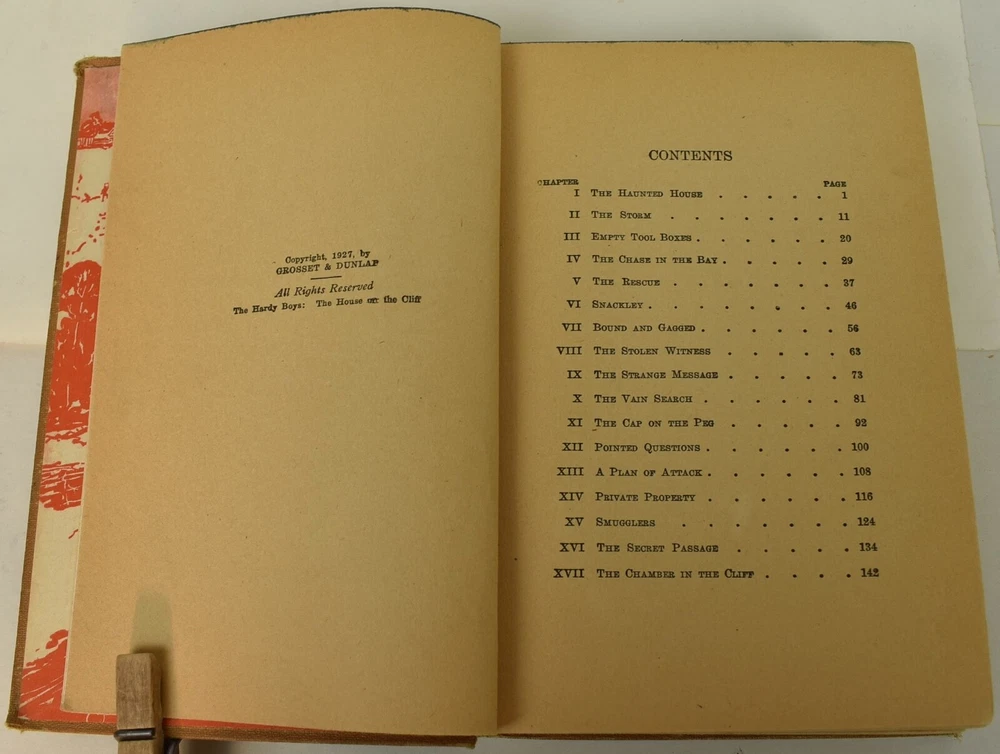 Copyright, 1927, by
GROSSET & DUNLAP
All Rights Reserved
The Hardy Boys: The House on the Cliff
CONTENTS
CHAPTER PAGE
I THE HAUNTED HOUSE . . . . . 1
II THE STORM . . . . . . . 11
III EMPTY TOOL BOXES . . . . . . 20
IV THE CHASE IN THE BAY . . . . . 29
V THE RESCUE . . . . . . . 37
VI SNACKLEY . . . . . . . 46
VII BOUND AND GAGGED . . . . . . 56
VIII THE STOLEN WITNESS . . . . . 63
IX THE STRANGE MESSAGE . . . . . 73
X THE VAIN SEARCH . . . . . . 81
XI THE CAP ON THE PEG . . . . . 92
XII POINTED QUESTIONS . . . . . . 100
XIII A PLAN OF ATTACK . . . . . . 108
XIV PRIVATE PROPERTY . . . . . . 116
XV SMUGGLERS . . . . . . . 124
XVI THE SECRET PASSAGE . . . . . 134
XVII THE CHAMBER IN THE CLIFF . . . . 142